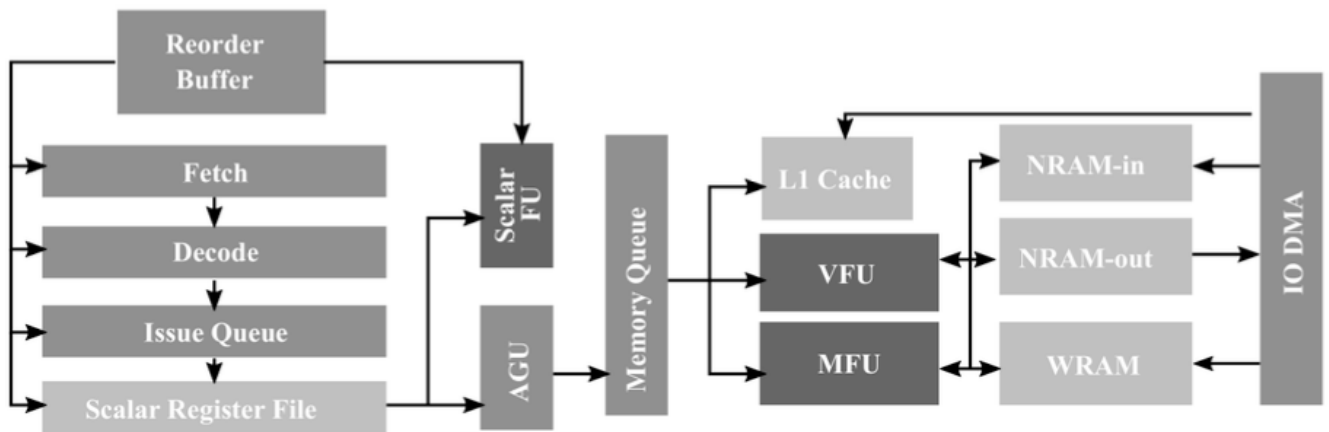 Reorder
Buffer
Fetch
Decode
Issue Queue
Scalar Register File
Scalar
FU
AGU
Memory Queue
L1 Cache
VFU
MFU
NRAM-in
NRAM-out
WRAM
IO DMA